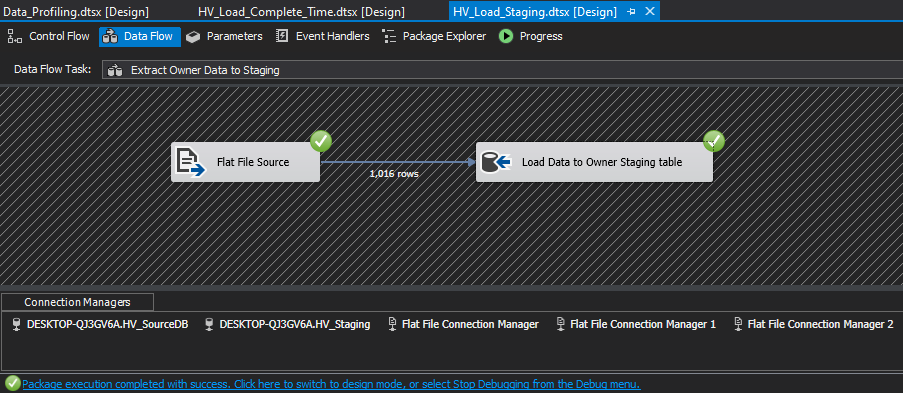 Data_Profiling.dtsx [Design] HV_Load_Complete_Time.dtsx [Design] HV_Load_Staging.dtsx [Design]
Control Flow Data Flow Parameters Event Handlers Package Explorer Progress
Data Flow Task: Extract Owner Data to Staging
Flat File Source Load Data to Owner Staging table
1,016 rows
Connection Managers
DESKTOP-QJ3GV6A.HV_SourceDB DESKTOP-QJ3GV6A.HV_Staging Flat File Connection Manager Flat File Connection Manager 1 Flat File Connection Manager 2
Package execution completed with success. Click here to switch to design mode, or select Stop Debugging from the Debug menu.